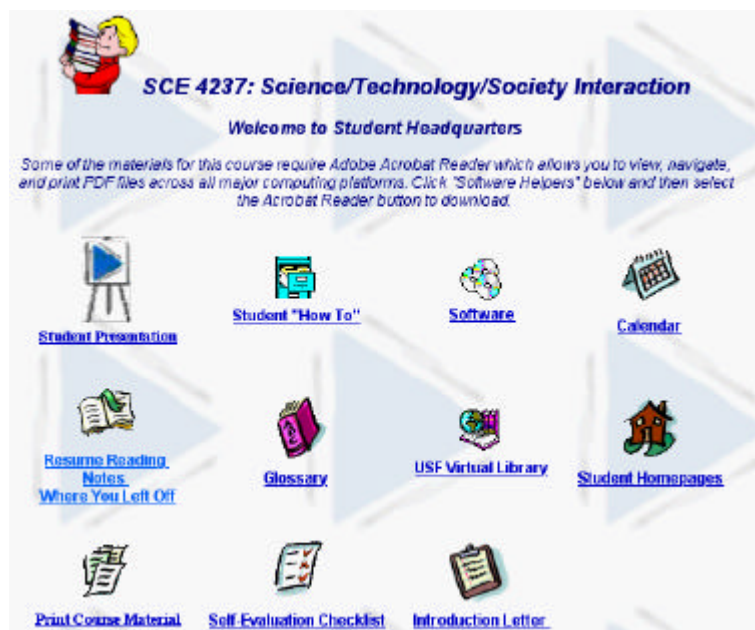 SCE 4237: Science/Technology/Society Interaction
Welcome to Student Headquarters
Some of the materials for this course require Adobe Acrobat Reader which allows you to view, navigate,
and print PDF files across all major computing platforms. Click "Software Helpers" below and then select
the Acrobat Reader button to download.
Student Presentation
Student "How To"
Software
Calendar
Resume Reading
Notes
Where You Left Off
Glossary
USF Virtual Library
Student Homepages
Print Course Material
Self-Evaluation Checklist
Introduction Letter